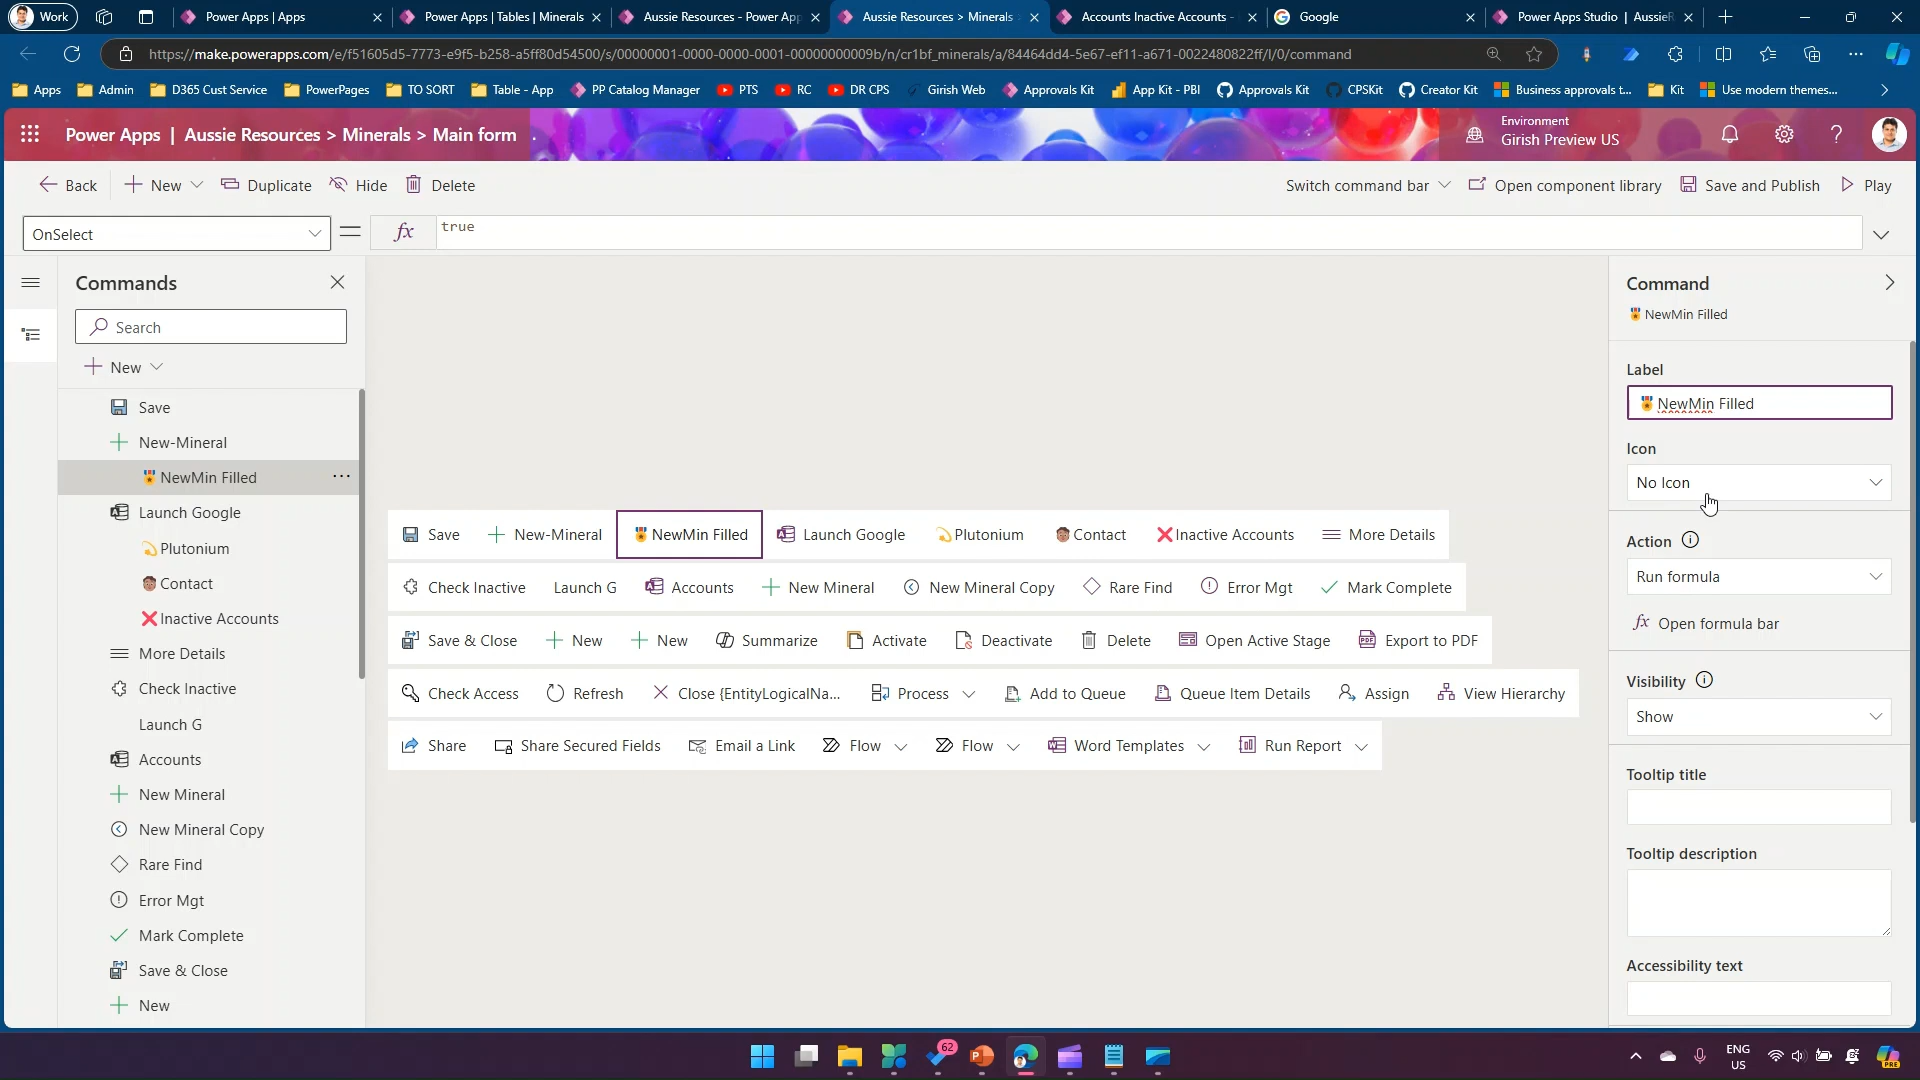 Work
Power Apps | Apps
Power Apps | Tables | Minerals
Aussie Resources - Power App
Aussie Resources > Minerals
Accounts Inactive Accounts -
Google
Power Apps Studio | AussieR
https://make.powerapps.com/e/f51605d5-7773-e9f5-b258-a5ff80d54500/s/00000001-0000-0000-0001-00000000009b/n/cr1bf_minerals/a/84464dd4-5e67-ef11-a671-0022480822ff/l/0/command
Apps
Admin
D365 Cust Service
PowerPages
TO SORT
Table - App
PP Catalog Manager
PTS
RC
DR CPS
Girish Web
Approvals Kit
App Kit - PBI
Approvals Kit
CPSKit
Creator Kit
Business approvals t...
Kit
Use modern themes...
Power Apps | Aussie Resources > Minerals > Main form
Environment
Girish Preview US
Back
New
Duplicate
Hide
Delete
Switch command bar
Open component library
Save and Publish
Play
OnSelect
= fx
true
Commands
Search
New
Save
New-Mineral
🏅NewMin Filled
Launch Google
💫Plutonium
Contact
❌Inactive Accounts
More Details
Check Inactive
Launch G
Accounts
New Mineral
New Mineral Copy
Rare Find
Error Mgt
Mark Complete
Save & Close
New
Save New-Mineral 🏅NewMin Filled Launch Google 💫Plutonium Contact ❌Inactive Accounts More Details
Check Inactive Launch G Accounts New Mineral New Mineral Copy Rare Find Error Mgt Mark Complete
Save & Close New New Summarize Activate Deactivate Delete Open Active Stage Export to PDF
Check Access Refresh Close {EntityLogicalNa... Process Add to Queue Queue Item Details Assign View Hierarchy
Share Share Secured Fields Email a Link Flow Flow Word Templates Run Report
Command
🏅NewMin Filled
Label
🏅NewMin Filled
Icon
No Icon
Action
Run formula
fx Open formula bar
Visibility
Show
Tooltip title
Tooltip description
Accessibility text
62
ENG
US
PRE